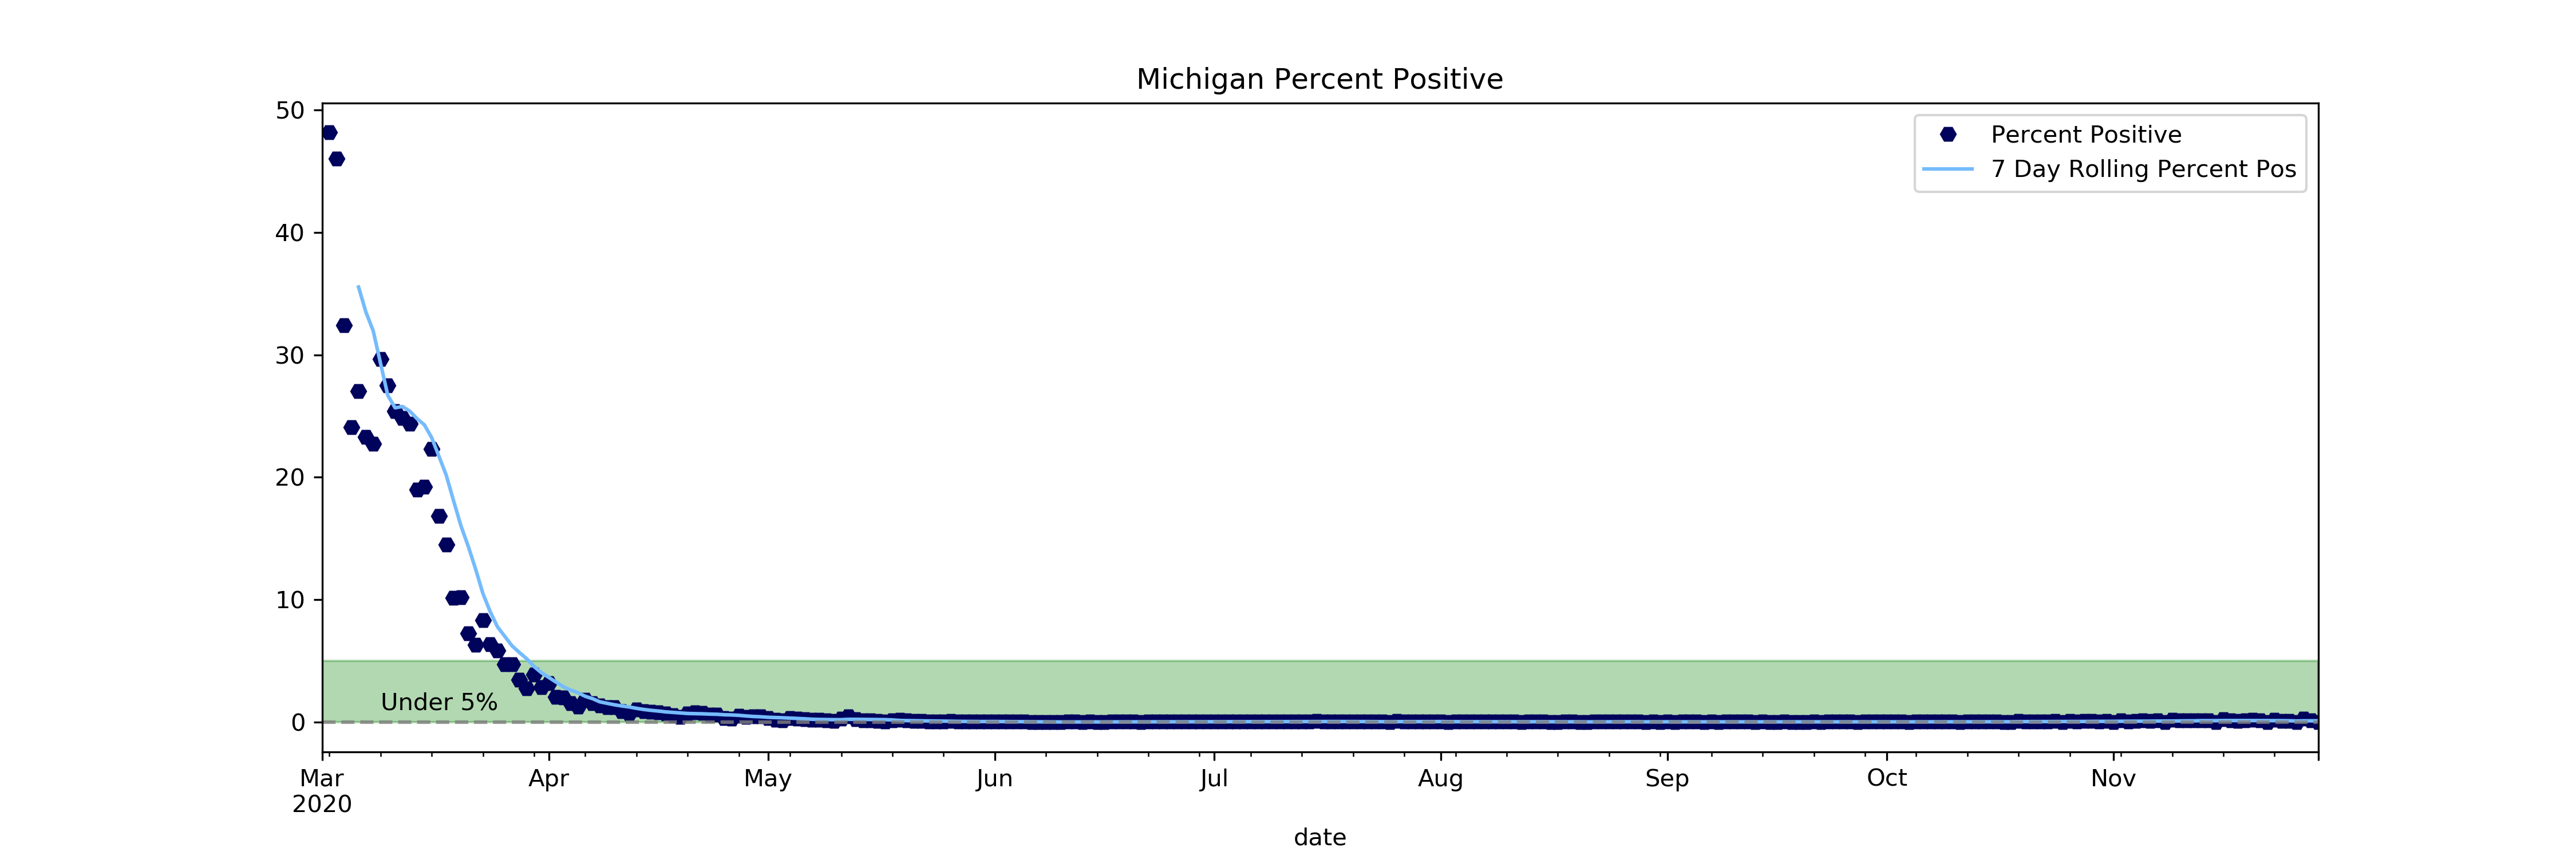 Michigan Percent Positive
50
40
30
20
10
0
Percent Positive
7 Day Rolling Percent Pos
Under 5%
Mar Apr May Jun Jul Aug Sep Oct Nov
2020
date